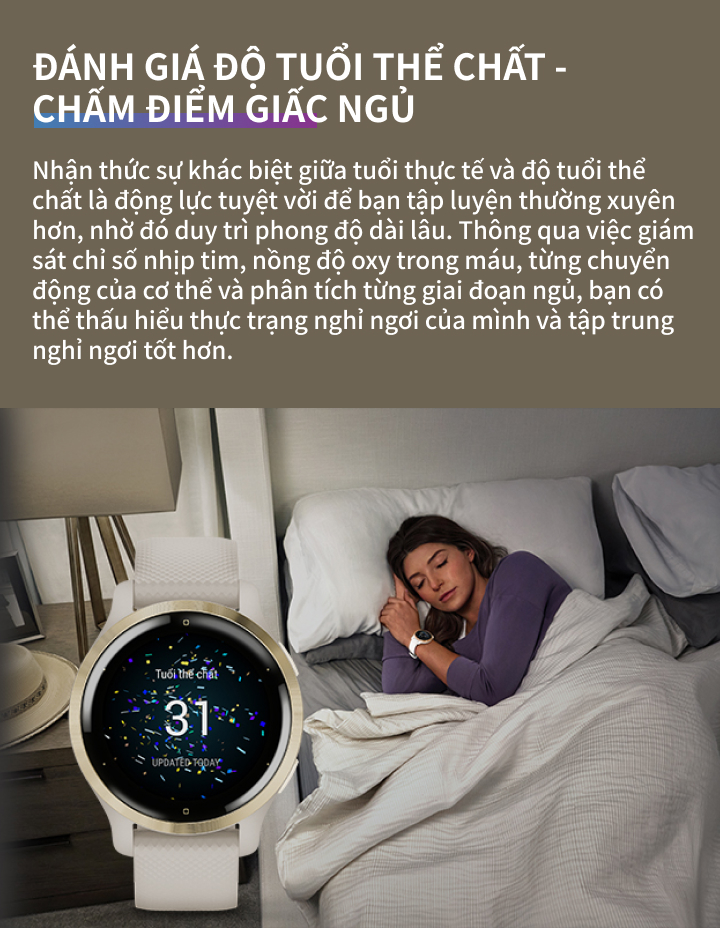 ĐÁNH GIÁ ĐỘ TUỔI THỂ CHẤT -
CHẤM ĐIỂM GIẤC NGỦ
Nhận thức sự khác biệt giữa tuổi thực tế và độ tuổi thể
chất là động lực tuyệt vời để bạn tập luyện thường xuyên
hơn, nhờ đó duy trì phong độ dài lâu. Thông qua việc giám
sát chỉ số nhịp tim, nồng độ oxy trong máu, từng chuyển
động của cơ thể và phân tích từng giai đoạn ngủ, bạn có
thể thấu hiểu thực trạng nghỉ ngơi của mình và tập trung
nghỉ ngơi tốt hơn.
Tuổi thể chất
31
UPDATED TODAY